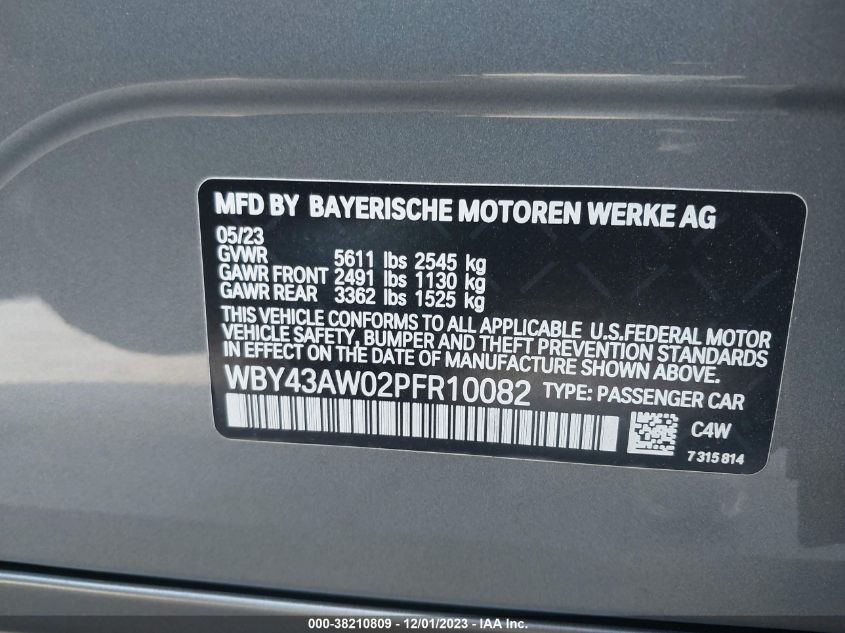 MFD BY BAYERISCHE MOTOREN WERKE AG
05/23
GVWR 5611 lbs 2545 kg
GAWR FRONT 2491 lbs 1130 kg
GAWR REAR 3362 lbs 1525 kg
THIS VEHICLE CONFORMS TO ALL APPLICABLE U.S.FEDERAL MOTOR
VEHICLE SAFETY, BUMPER AND THEFT PREVENTION STANDARDS
IN EFFECT ON THE DATE OF MANUFACTURE SHOWN ABOVE.
WBY43AW02PFR10082 TYPE: PASSENGER CAR
C4W
7315814
000-38210809 - 12/01/2023 - IAA Inc.